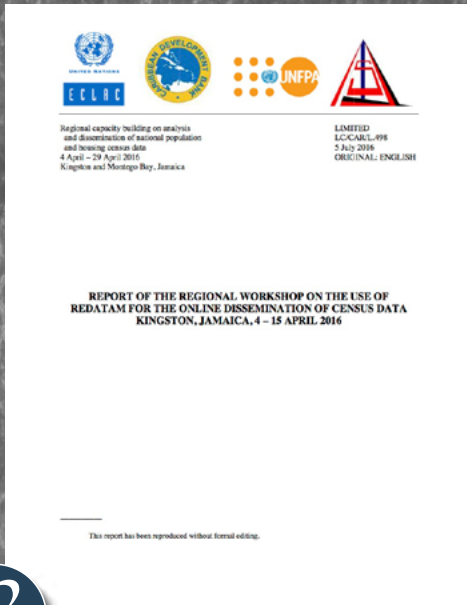 UNITED NATIONS
ECLAC
CARIBBEAN DEVELOPMENT BANK
UNFPA
Regional capacity building on analysis
and dissemination of national population
and housing census data
4 April – 29 April 2016
Kingston and Montego Bay, Jamaica
LIMITED
LC/CAR/L.498
5 July 2016
ORIGINAL: ENGLISH
REPORT OF THE REGIONAL WORKSHOP ON THE USE OF
REDATAM FOR THE ONLINE DISSEMINATION OF CENSUS DATA
KINGSTON, JAMAICA, 4 – 15 APRIL 2016
This report has been reproduced without formal editing.
2